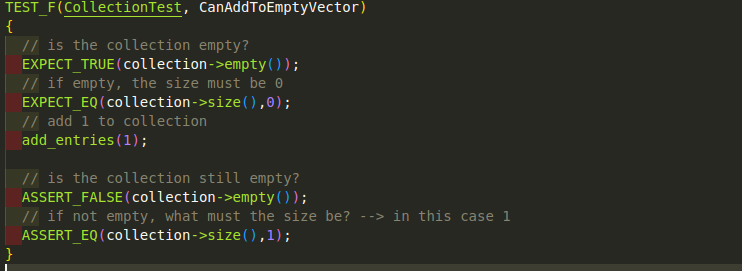 TEST_F(CollectionTest, CanAddToEmptyVector)
{
// is the collection empty?
EXPECT_TRUE(collection->empty());
// if empty, the size must be 0
EXPECT_EQ(collection->size(),0);
// add 1 to collection
add_entries(1);
// is the collection still empty?
ASSERT_FALSE(collection->empty());
// if not empty, what must the size be? --> in this case 1
ASSERT_EQ(collection->size(),1);
}